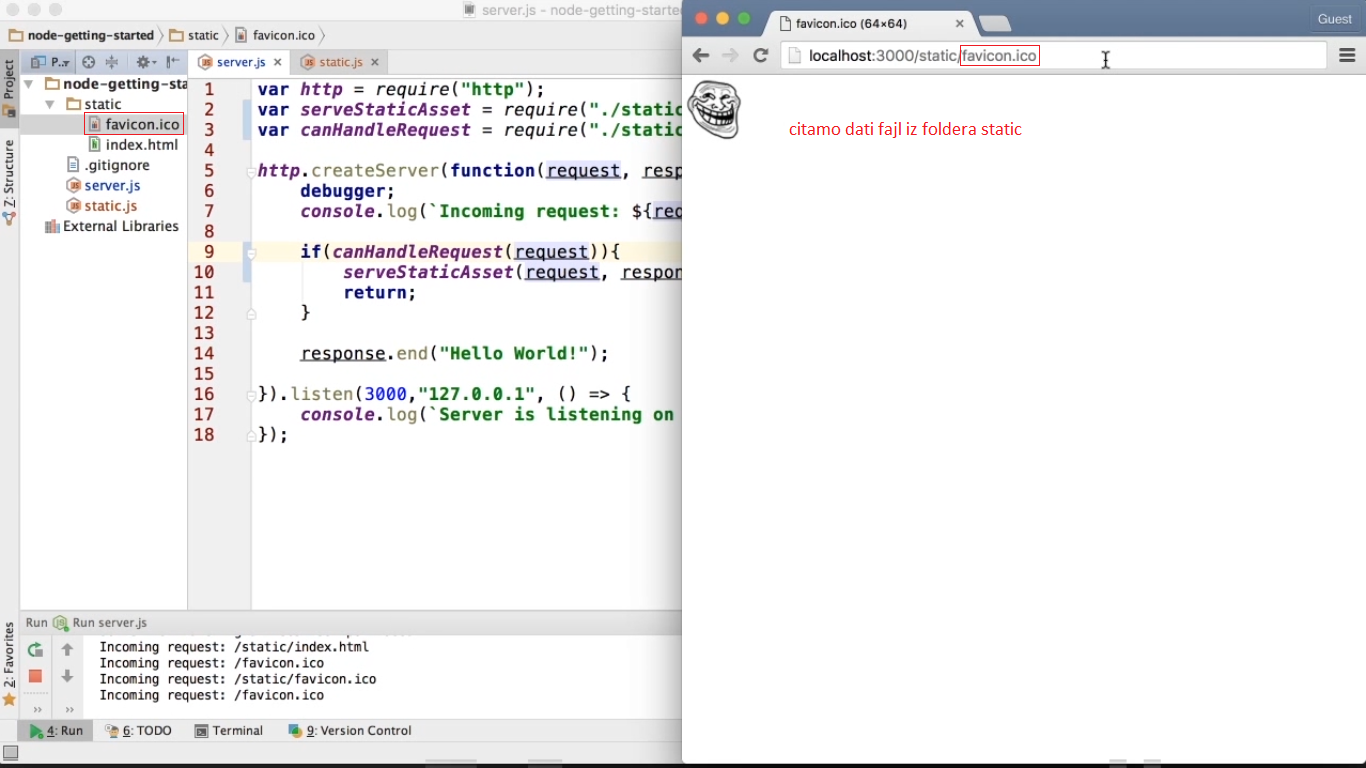 server.js - node-getting-starte
node-getting-started
static
favicon.ico
1: Project
Z: Structure
2: Favorites
P..
node-getting-sta
static
favicon.ico
index.html
.gitignore
server.js
static.js
External Libraries
server.js
static.js
1 var http = require("http");
2 var serveStaticAsset = require("./static
3 var canHandleRequest = require("./static
4
5 http.createServer(function(request, resp
6 debugger;
7 console.log(`Incoming request: ${req
8
9 if(canHandleRequest(request)){
10 serveStaticAsset(request, respon
11 return;
12 }
13
14 response.end("Hello World!");
15
16 }).listen(3000,"127.0.0.1", () => {
17 console.log(`Server is listening on
18 });
Run Run server.js
Incoming request: /static/index.html
Incoming request: /favicon.ico
Incoming request: /static/favicon.ico
Incoming request: /favicon.ico
4: Run
6: TODO
Terminal
9: Version Control
favicon.ico (64×64)
Guest
localhost:3000/static/favicon.ico
citamo dati fajl iz foldera static